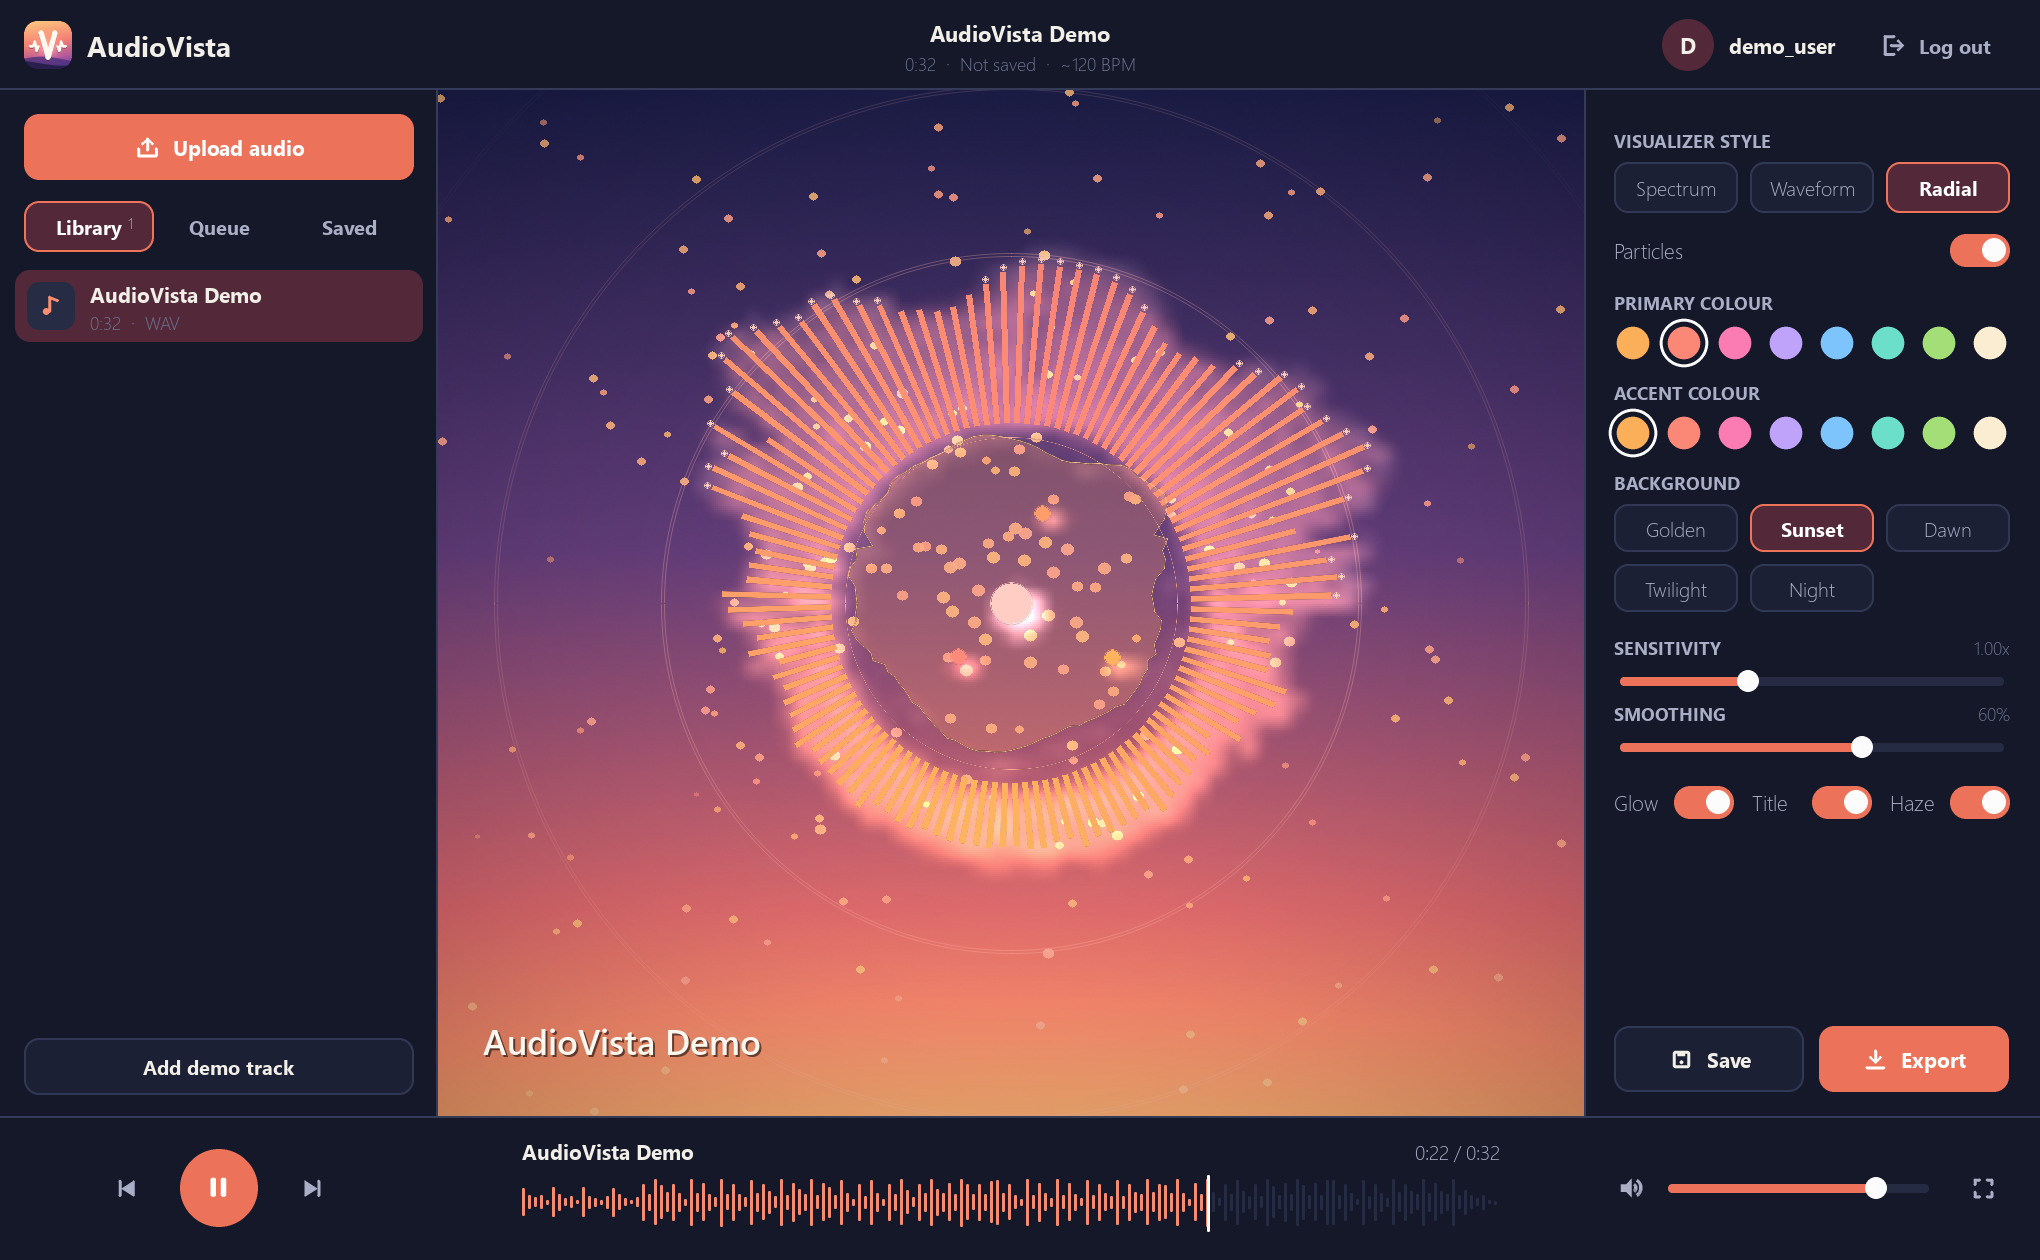 AudioVista
AudioVista Demo
0:32 · Not saved · ~120 BPM
D
demo_user
Log out
Upload audio
Library 1
Queue
Saved
AudioVista Demo
0:32 · WAV
Add demo track
AudioVista Demo
VISUALIZER STYLE
Spectrum
Waveform
Radial
Particles
PRIMARY COLOUR
ACCENT COLOUR
BACKGROUND
Golden
Sunset
Dawn
Twilight
Night
SENSITIVITY
1.00x
SMOOTHING
60%
Glow
Title
Haze
Save
Export
AudioVista Demo
0:22 / 0:32